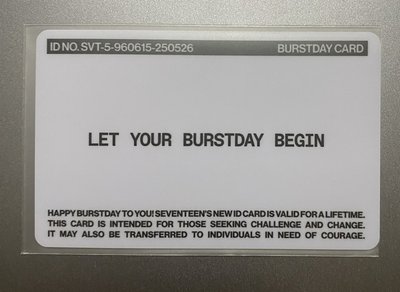 ID NO. SVT-5-960615-250526 BURSTDAY CARD
LET YOUR BURSTDAY BEGIN
HAPPY BURSTDAY TO YOU! SEVENTEEN'S NEW ID CARD IS VALID FOR A LIFETIME.
THIS CARD IS INTENDED FOR THOSE SEEKING CHALLENGE AND CHANGE.
IT MAY ALSO BE TRANSFERRED TO INDIVIDUALS IN NEED OF COURAGE.